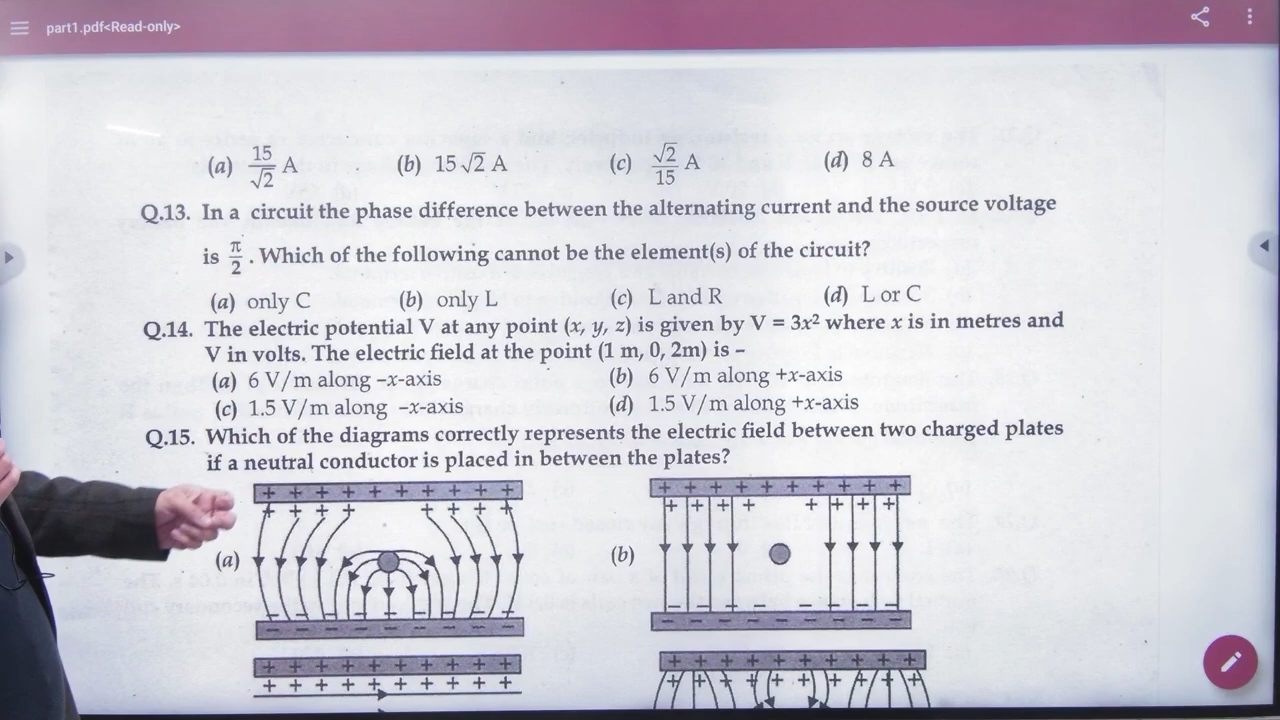 part1.pdf<Read-only>
(a) 15/√2 A (b) 15√2 A (c) √2/15 A (d) 8 A
Q.13. In a circuit the phase difference between the alternating current and the source voltage
is π/2. Which of the following cannot be the element(s) of the circuit?
(a) only C (b) only L (c) L and R (d) L or C
Q.14. The electric potential V at any point (x, y, z) is given by V = 3x² where x is in metres and
V in volts. The electric field at the point (1 m, 0, 2m) is –
(a) 6 V/m along –x-axis (b) 6 V/m along +x-axis
(c) 1.5 V/m along –x-axis (d) 1.5 V/m along +x-axis
Q.15. Which of the diagrams correctly represents the electric field between two charged plates
if a neutral conductor is placed in between the plates?
(a) (b)